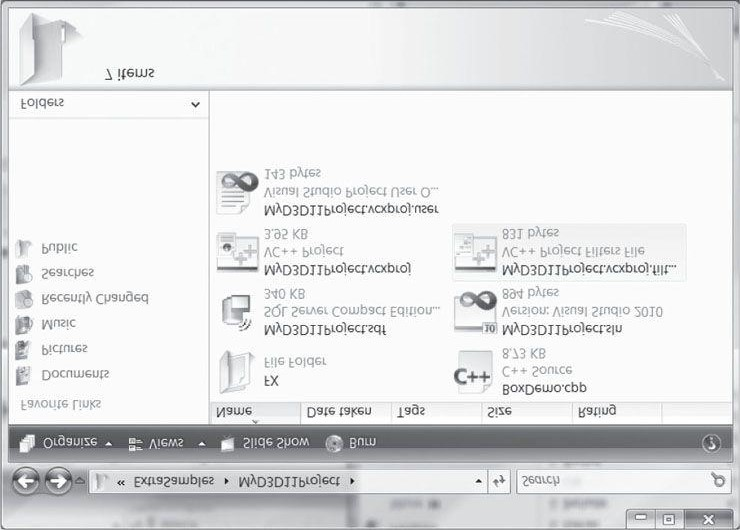 « ExtraSamples ▸ MyD3D11Project ▸
Search
Organize Views Slide Show Burn
Favorite Links
Documents
Pictures
Music
Recently Changed
Searches
Public
Folders
Name Date taken Tags Size Rating
FX
File Folder
BoxDemo.cpp
C++ Source
8.73 KB
MyD3D11Project.sdf
SQL Server Compact Edition...
340 KB
MyD3D11Project.sln
Version: Visual Studio 2010
894 bytes
MyD3D11Project.vcxproj
VC++ Project
3.95 KB
MyD3D11Project.vcxproj.filt...
VC++ Project Filters File
831 bytes
MyD3D11Project.vcxproj.user
Visual Studio Project User O...
143 bytes
7 items